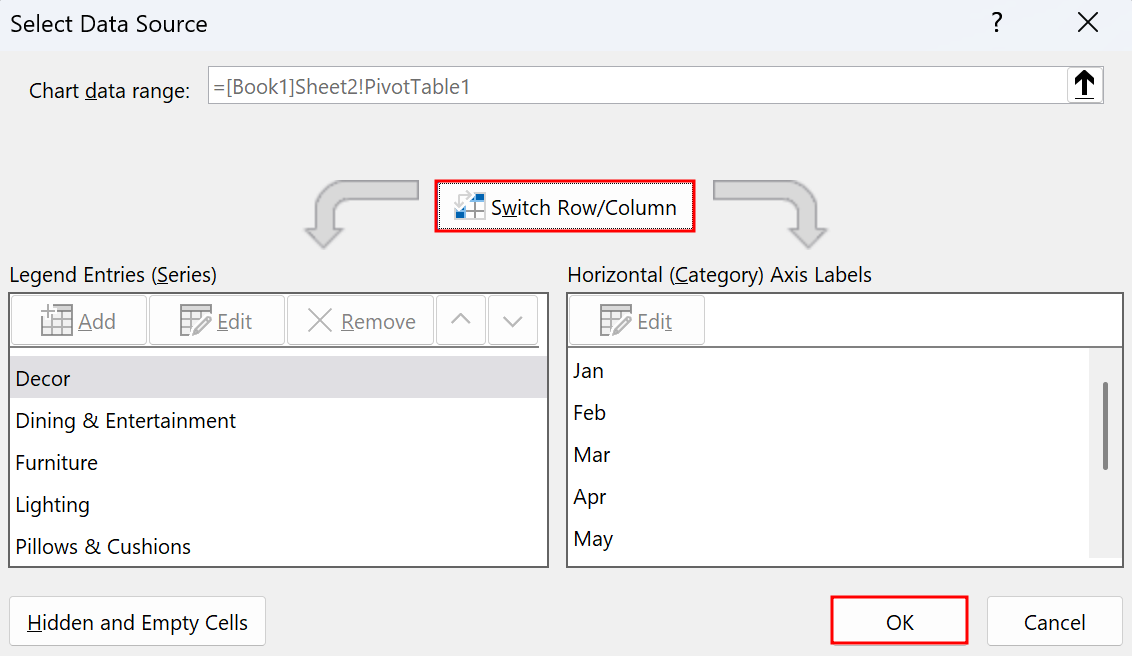 Select Data Source ?
Chart data range: =[Book1]Sheet2!PivotTable1
Switch Row/Column
Legend Entries (Series)
Add Edit Remove
Decor
Dining & Entertainment
Furniture
Lighting
Pillows & Cushions
Horizontal (Category) Axis Labels
Edit
Jan
Feb
Mar
Apr
May
Hidden and Empty Cells OK Cancel